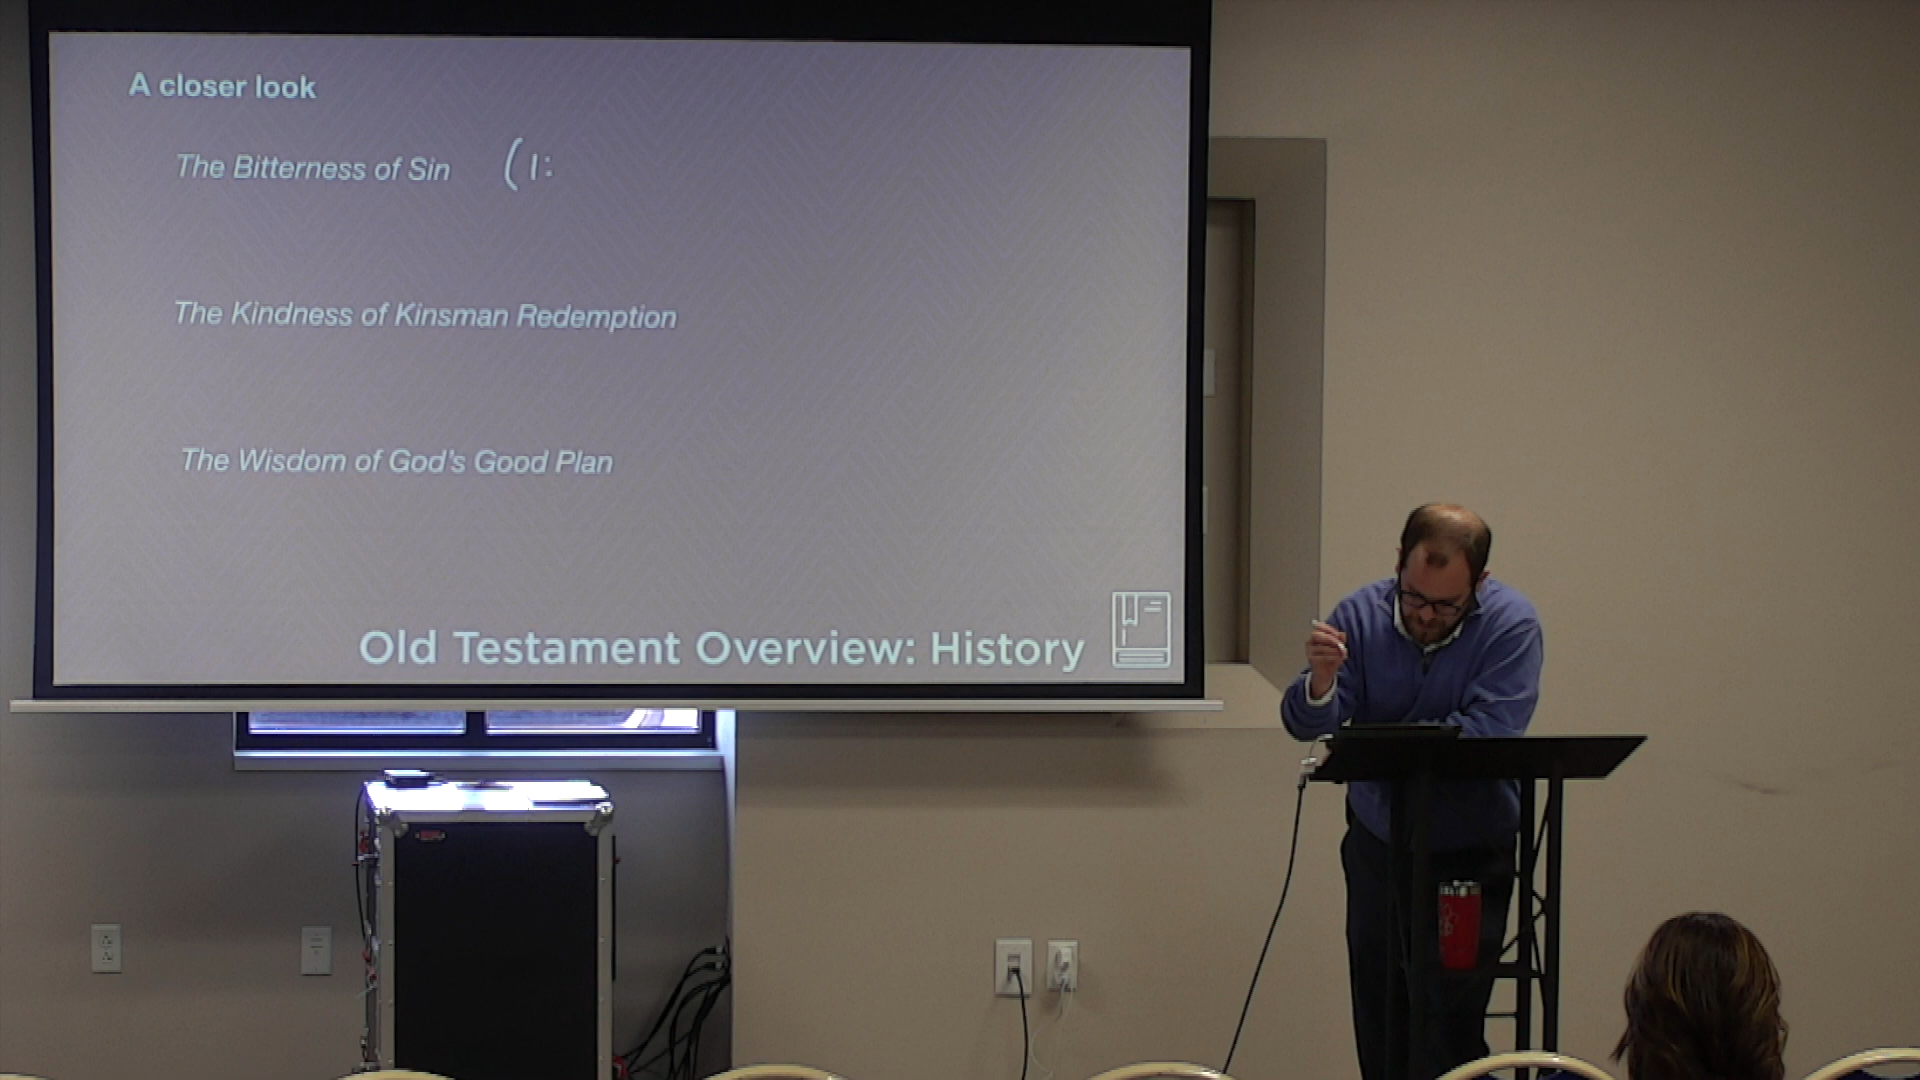 A closer look
The Bitterness of Sin (1:
The Kindness of Kinsman Redemption
The Wisdom of God's Good Plan
Old Testament Overview: History